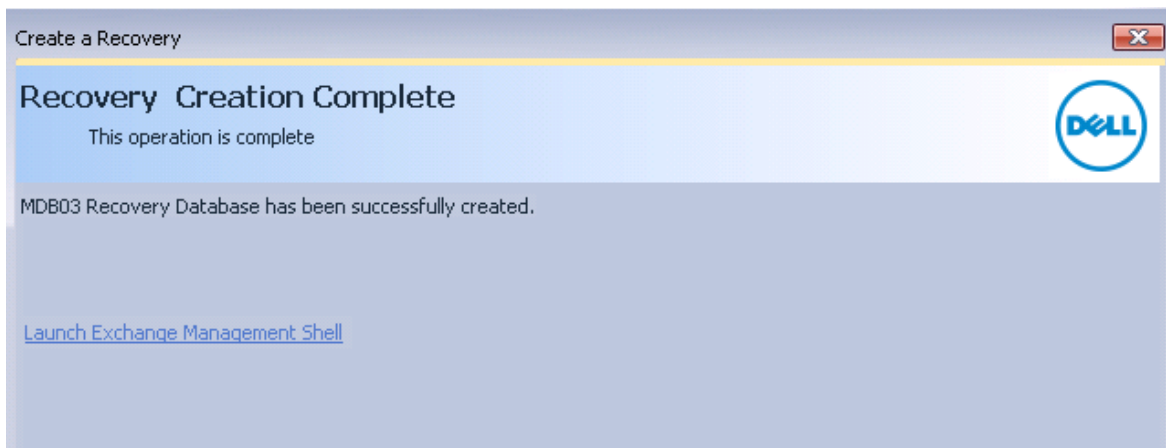 Create a Recovery
Recovery Creation Complete
This operation is complete
DELL
MDB03 Recovery Database has been successfully created.
Launch Exchange Management Shell